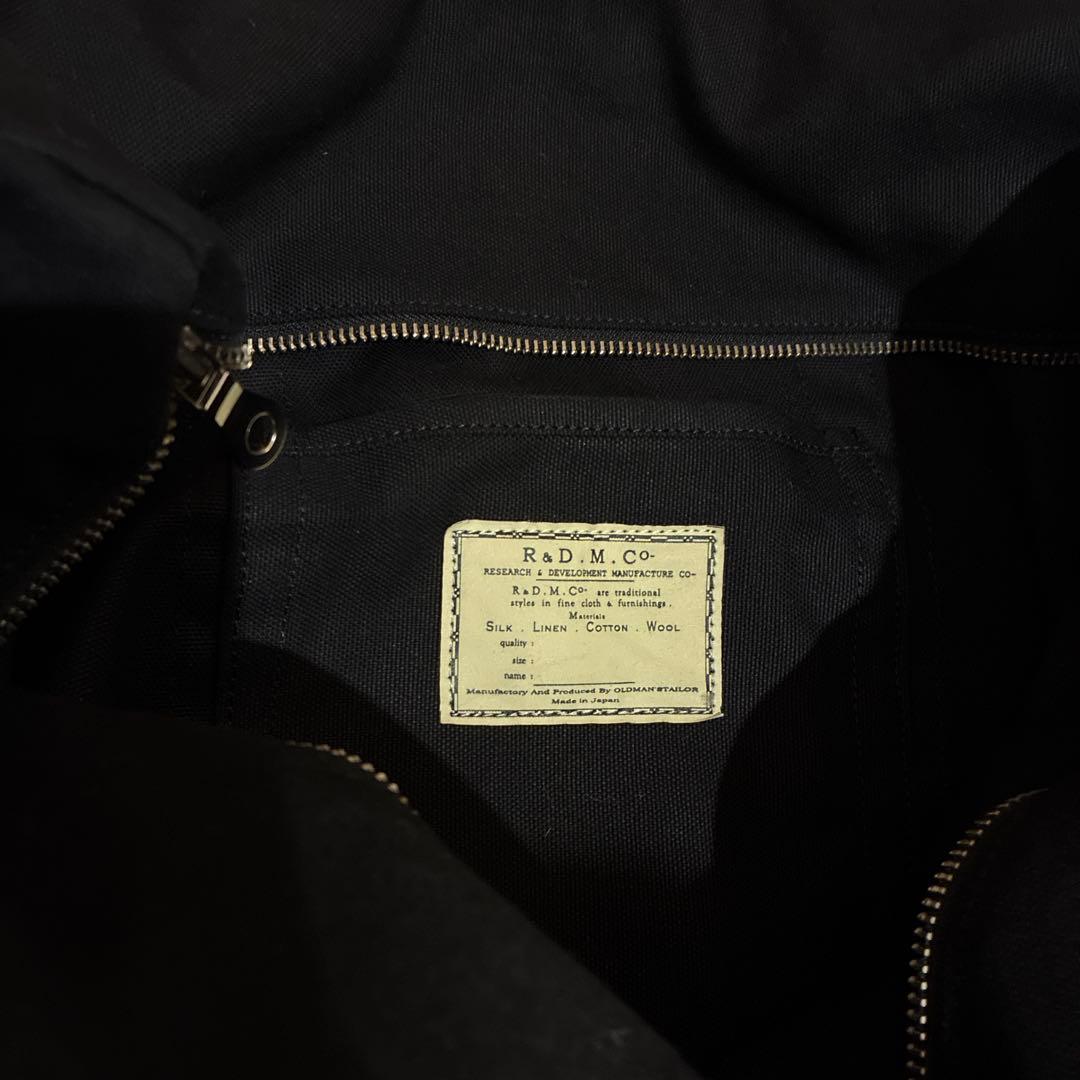 R&D.M.Co-
RESEARCH & DEVELOPMENT MANUFACTURE CO-
R&D.M.Co- are traditional
styles in fine cloth & furnishings.
Materials
SILK . LINEN . COTTON . WOOL
quality :
size :
name :
Manufactory And Produced By OLDMAN'STAILOR
Made in Japan